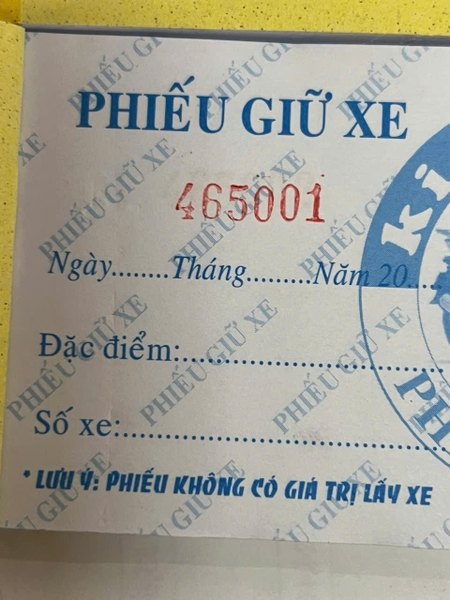 PHIẾU GIỮ XE
465001
Ngày........Tháng.........Năm 20.....
Đặc điểm:.................................
Số xe:..........................................
* LƯU Ý: PHIẾU KHÔNG CÓ GIÁ TRỊ LẤY XE